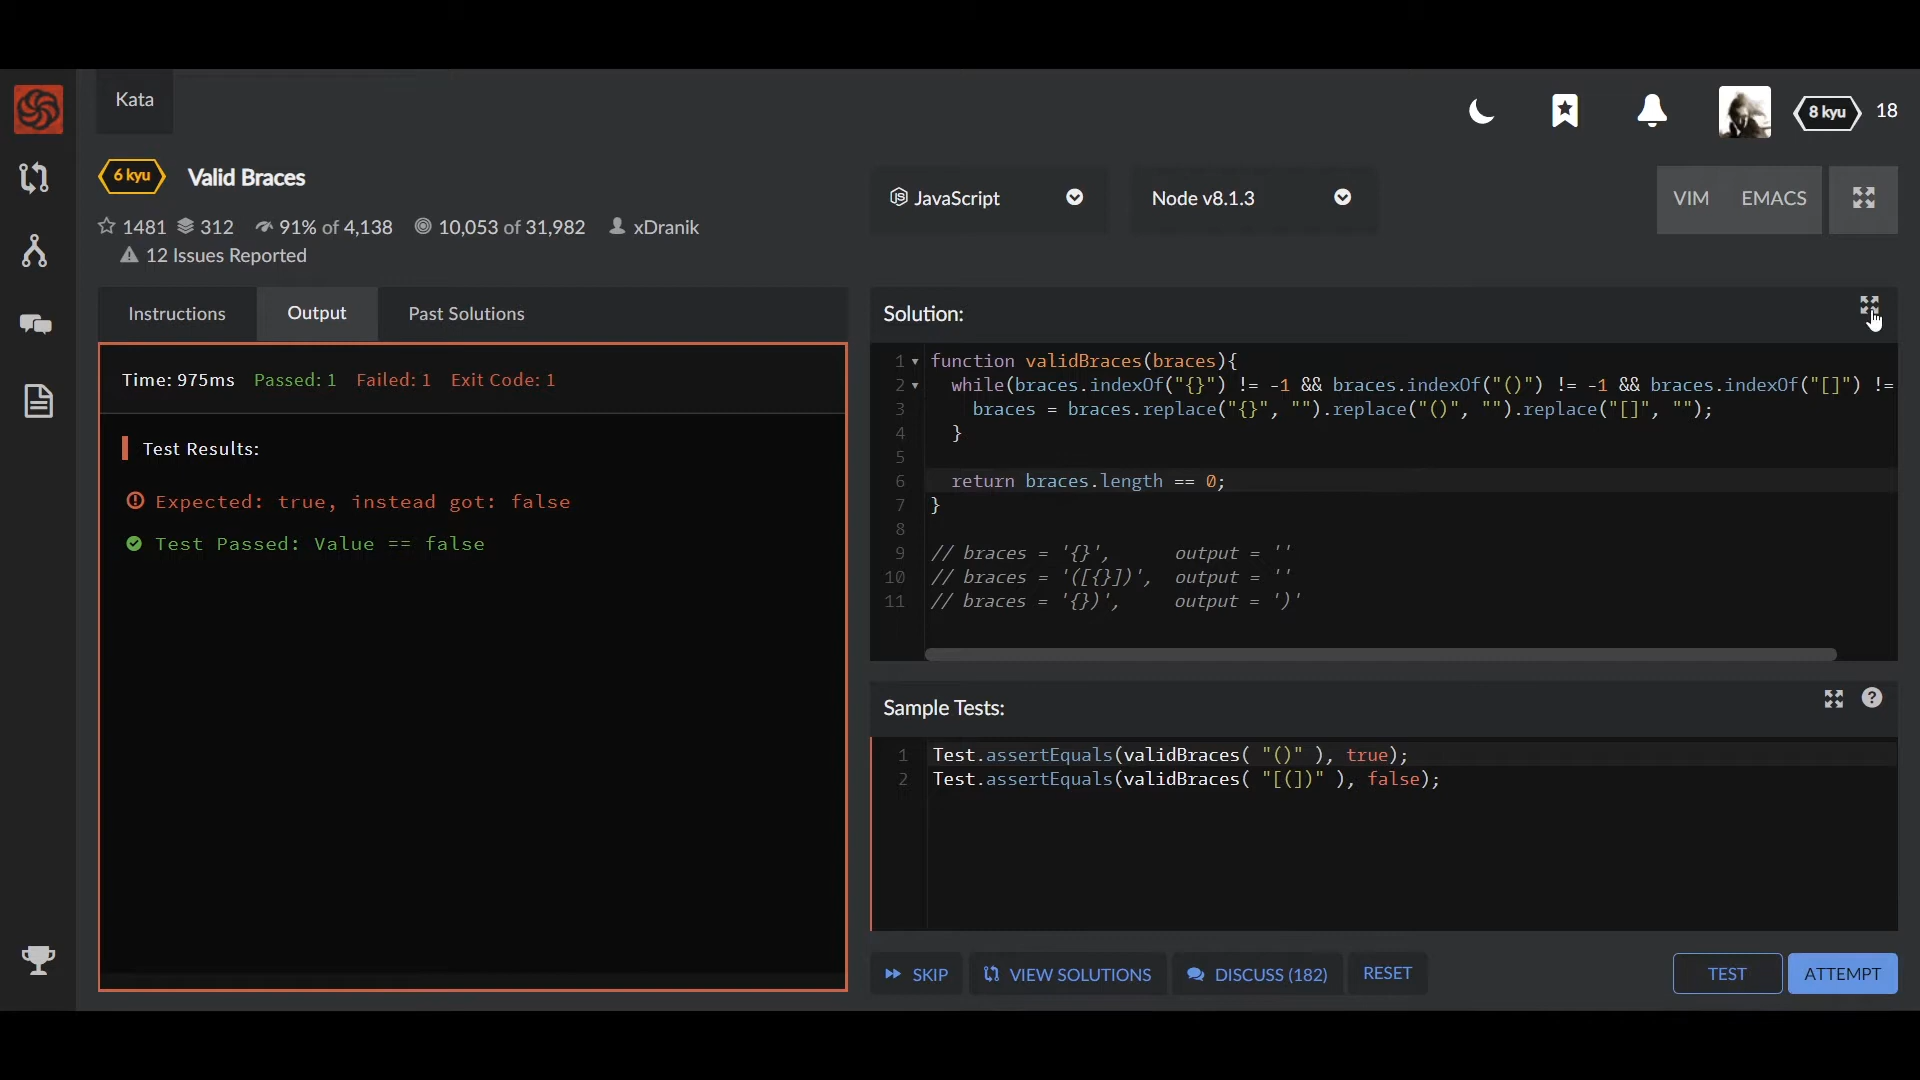 Kata
8 kyu 18
6 kyu Valid Braces
1481 312 91% of 4,138 10,053 of 31,982 xDranik
12 Issues Reported
JavaScript Node v8.1.3 VIM EMACS
Instructions Output Past Solutions
Time: 975ms Passed: 1 Failed: 1 Exit Code: 1
Test Results:
Expected: true, instead got: false
Test Passed: Value == false
Solution:
1 function validBraces(braces){
2 while(braces.indexOf("{}") != -1 && braces.indexOf("()") != -1 && braces.indexOf("[]") !=
3 braces = braces.replace("{}", "").replace("()", "").replace("[]", "");
4 }
5
6 return braces.length == 0;
7 }
8
9 // braces = '{}', output = ''
10 // braces = '([{}])', output = ''
11 // braces = '{})', output = ')'
Sample Tests:
1 Test.assertEquals(validBraces( "()" ), true);
2 Test.assertEquals(validBraces( "[(])" ), false);
SKIP VIEW SOLUTIONS DISCUSS (182) RESET TEST ATTEMPT